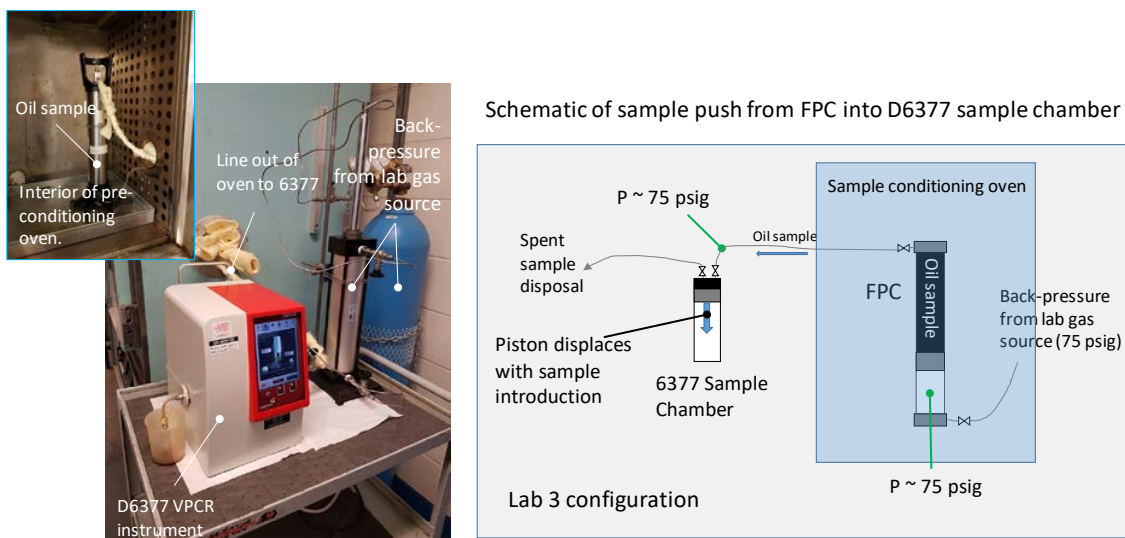 Oil sample
Interior of pre-
conditioning
oven.
Line out of
oven to 6377
Back-
pressure
from lab gas
source
D6377 VPCR
instrument
Schematic of sample push from FPC into D6377 sample chamber
P ~ 75 psig
Sample conditioning oven
Oil sample
Spent
sample
disposal
FPC
Oil sample
Back-pressure
from lab gas
source (75 psig)
Piston displaces
with sample
introduction
6377 Sample
Chamber
P ~ 75 psig
Lab 3 configuration